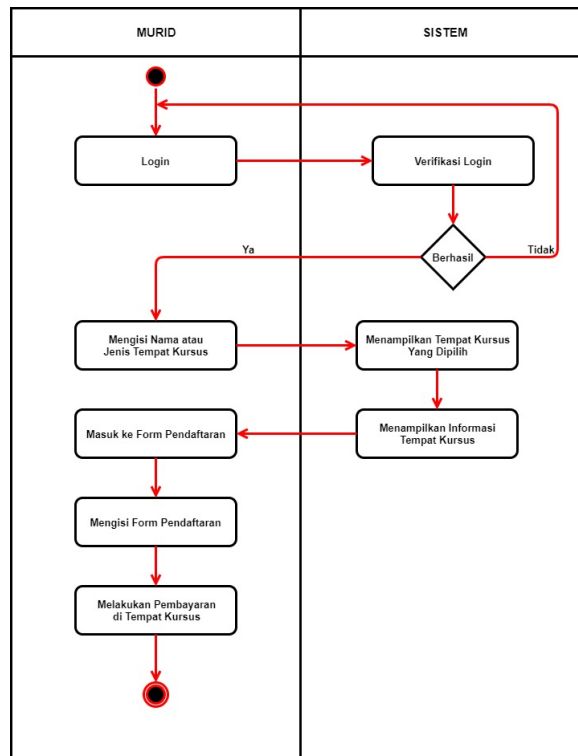 MURID
SISTEM
Login
Verifikasi Login
Berhasil
Ya
Tidak
Mengisi Nama atau
Jenis Tempat Kursus
Menampilkan Tempat Kursus
Yang Dipilih
Masuk ke Form Pendaftaran
Menampilkan Informasi
Tempat Kursus
Mengisi Form Pendaftaran
Melakukan Pembayaran
di Tempat Kursus